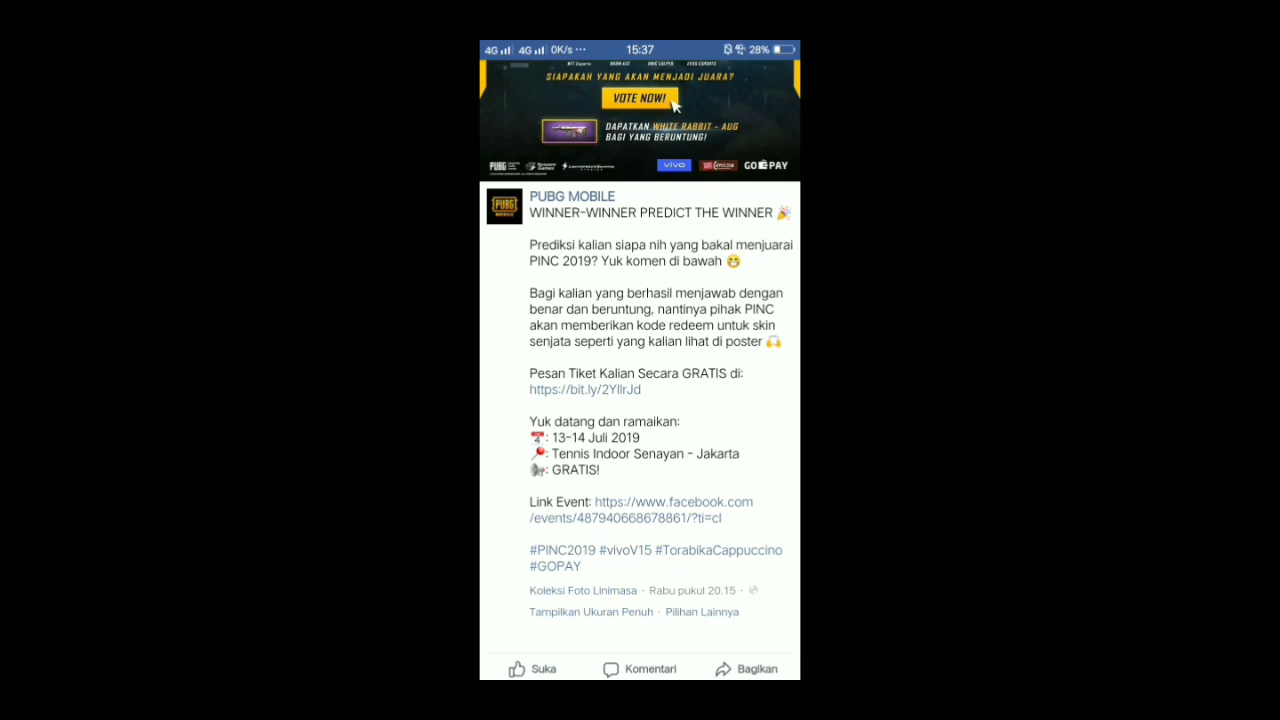 4G 4G 0K/s ··· 15:37 4G 28%
SIAPAKAH YANG AKAN MENJADI JUARA?
VOTE NOW!
DAPATKAN WHITE RABBIT - AUG
BAGI YANG BERUNTUNG!
PUBG vivo GOPAY
PUBG MOBILE
PUBG MOBILE
WINNER-WINNER PREDICT THE WINNER 🎉
Prediksi kalian siapa nih yang bakal menjuarai
PINC 2019? Yuk komen di bawah 😁
Bagi kalian yang berhasil menjawab dengan
benar dan beruntung, nantinya pihak PINC
akan memberikan kode redeem untuk skin
senjata seperti yang kalian lihat di poster 🙌
Pesan Tiket Kalian Secara GRATIS di:
https://bit.ly/2YllrJd
Yuk datang dan ramaikan:
📅: 13-14 Juli 2019
📍: Tennis Indoor Senayan - Jakarta
: GRATIS!
Link Event: https://www.facebook.com
/events/487940668678861/?ti=cl
#PINC2019 #vivoV15 #TorabikaCappuccino
#GOPAY
Koleksi Foto Linimasa · Rabu pukul 20.15 ·
Tampilkan Ukuran Penuh · Pilihan Lainnya
Suka Komentari Bagikan